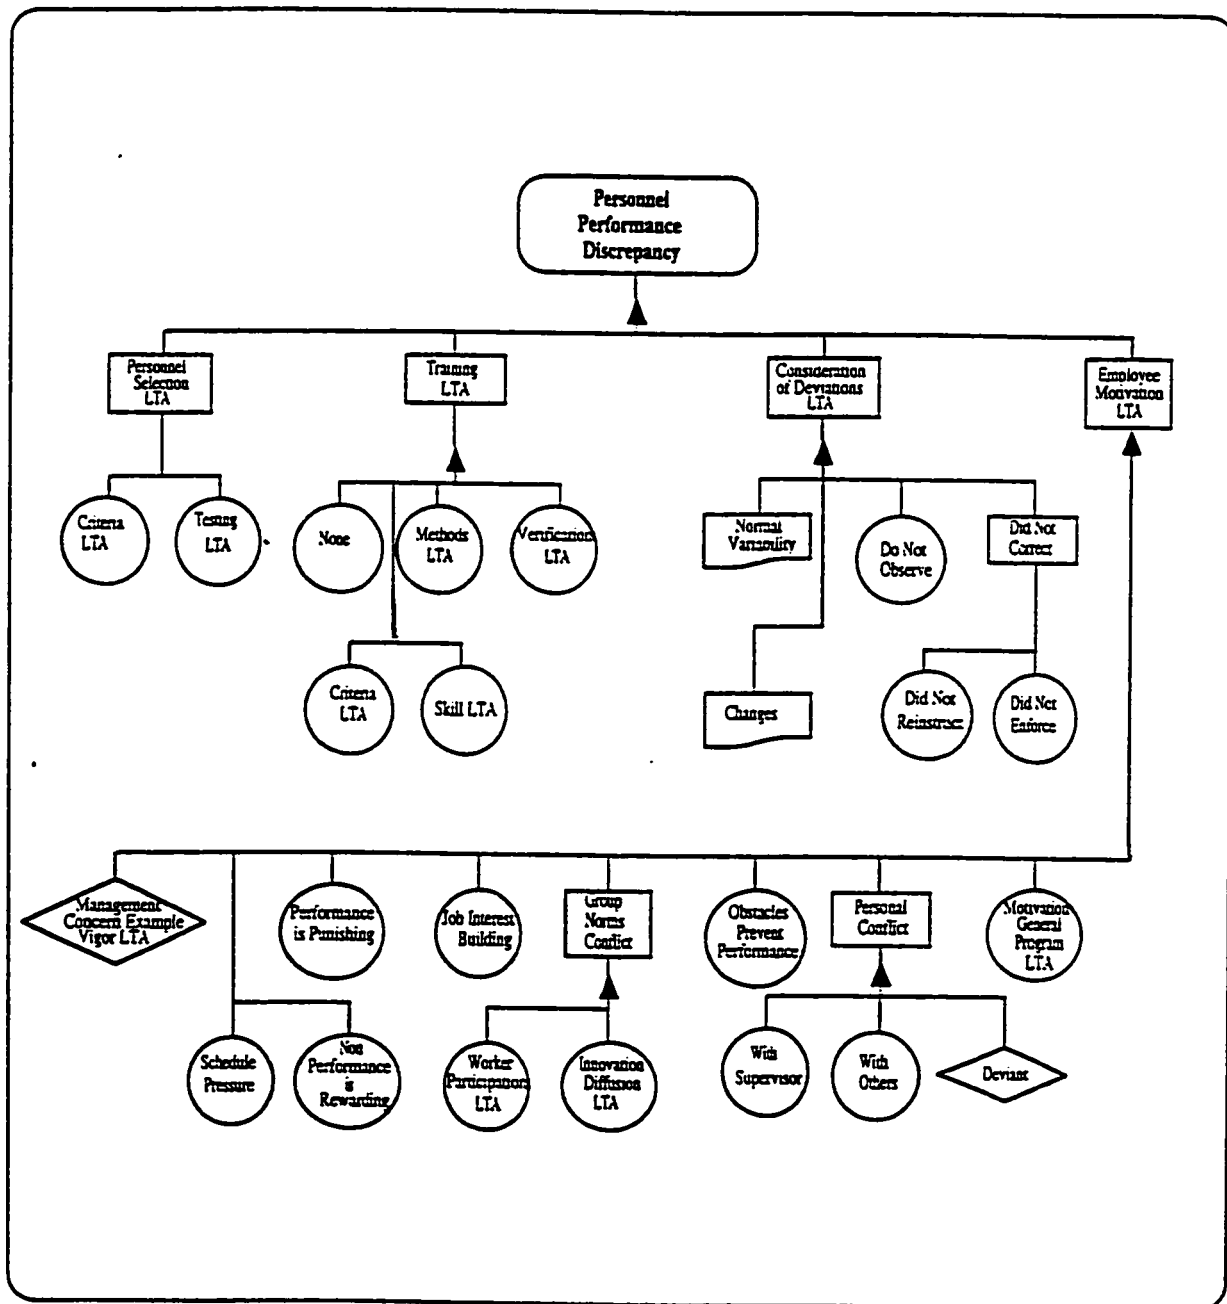 Personnel
Performance
Discrepancy
Personnel
Selection
LTA
Training
LTA
Consideration
of Deviations
LTA
Employee
Motivation
LTA
Criteria
LTA
Testing
LTA
None
Methods
LTA
Verification
LTA
Normal
Variability
Do Not
Observe
Did Not
Correct
Criteria
LTA
Skill LTA
Changes
Did Not
Reinstruct
Did Not
Enforce
Management
Concern Example
Vigor LTA
Performance
is Punishing
Job Interest
Building
Group
Norms
Conflict
Obstacles
Prevent
Performance
Personal
Conflict
Motivation
General
Program
LTA
Schedule
Pressure
Non
Performance
is
Rewarding
Worker
Participation
LTA
Innovation
Diffusion
LTA
With
Supervisor
With
Others
Deviant